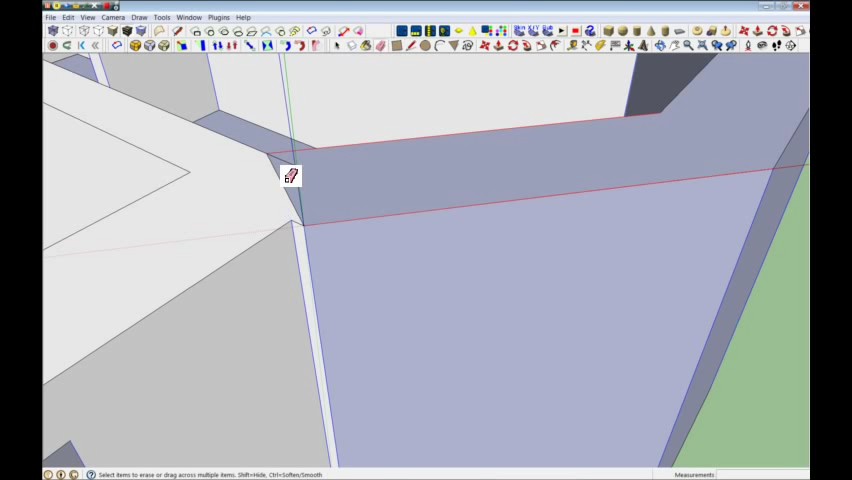 File Edit View Camera Draw Tools Window Plugins Help
Select items to erase or drag across multiple items. Shift=Hide, Ctrl=Soften/Smooth
Measurements